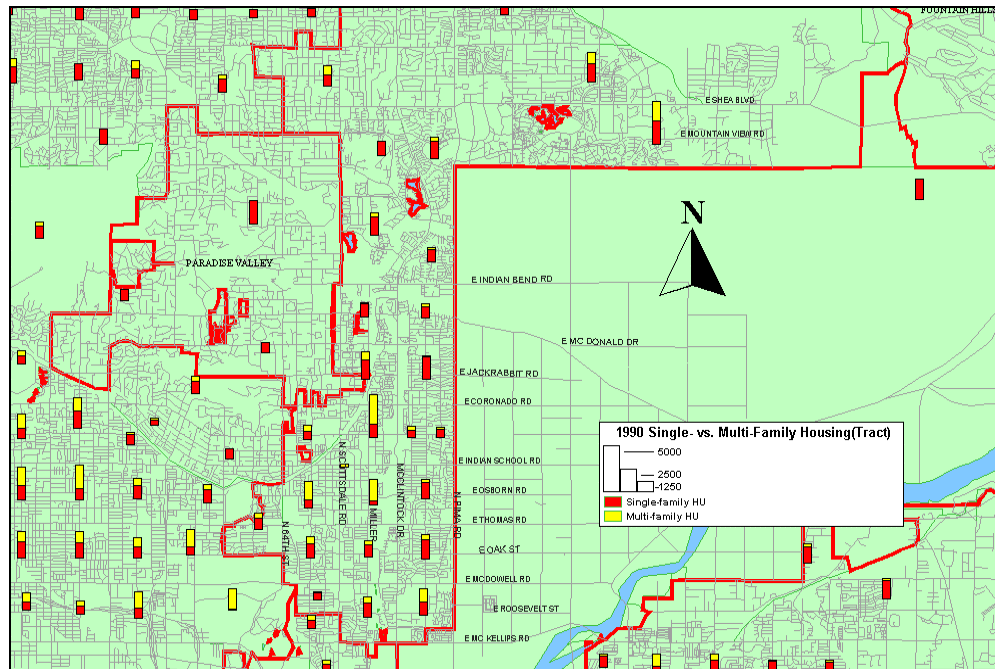 FOUNTAIN HILLS
E SHEA BLVD
E MOUNTAIN VIEW RD
N
PARADISE VALLEY
E INDIAN BEND RD
E MC DONALD DR
E JACKRABBIT RD
E CORONADO RD
1990 Single- vs. Multi-Family Housing(Tract)
5000
2500
1250
Single-family HU
Multi-family HU
E INDIAN SCHOOL RD
E OSBORN RD
E THOMAS RD
E OAK ST
E MCDOWELL RD
E ROOSEVELT ST
E MC KELLIPS RD
N 64TH ST
N SCOTTSDALE RD
MILLER
MCCLINTOCK DR
N PIMA RD